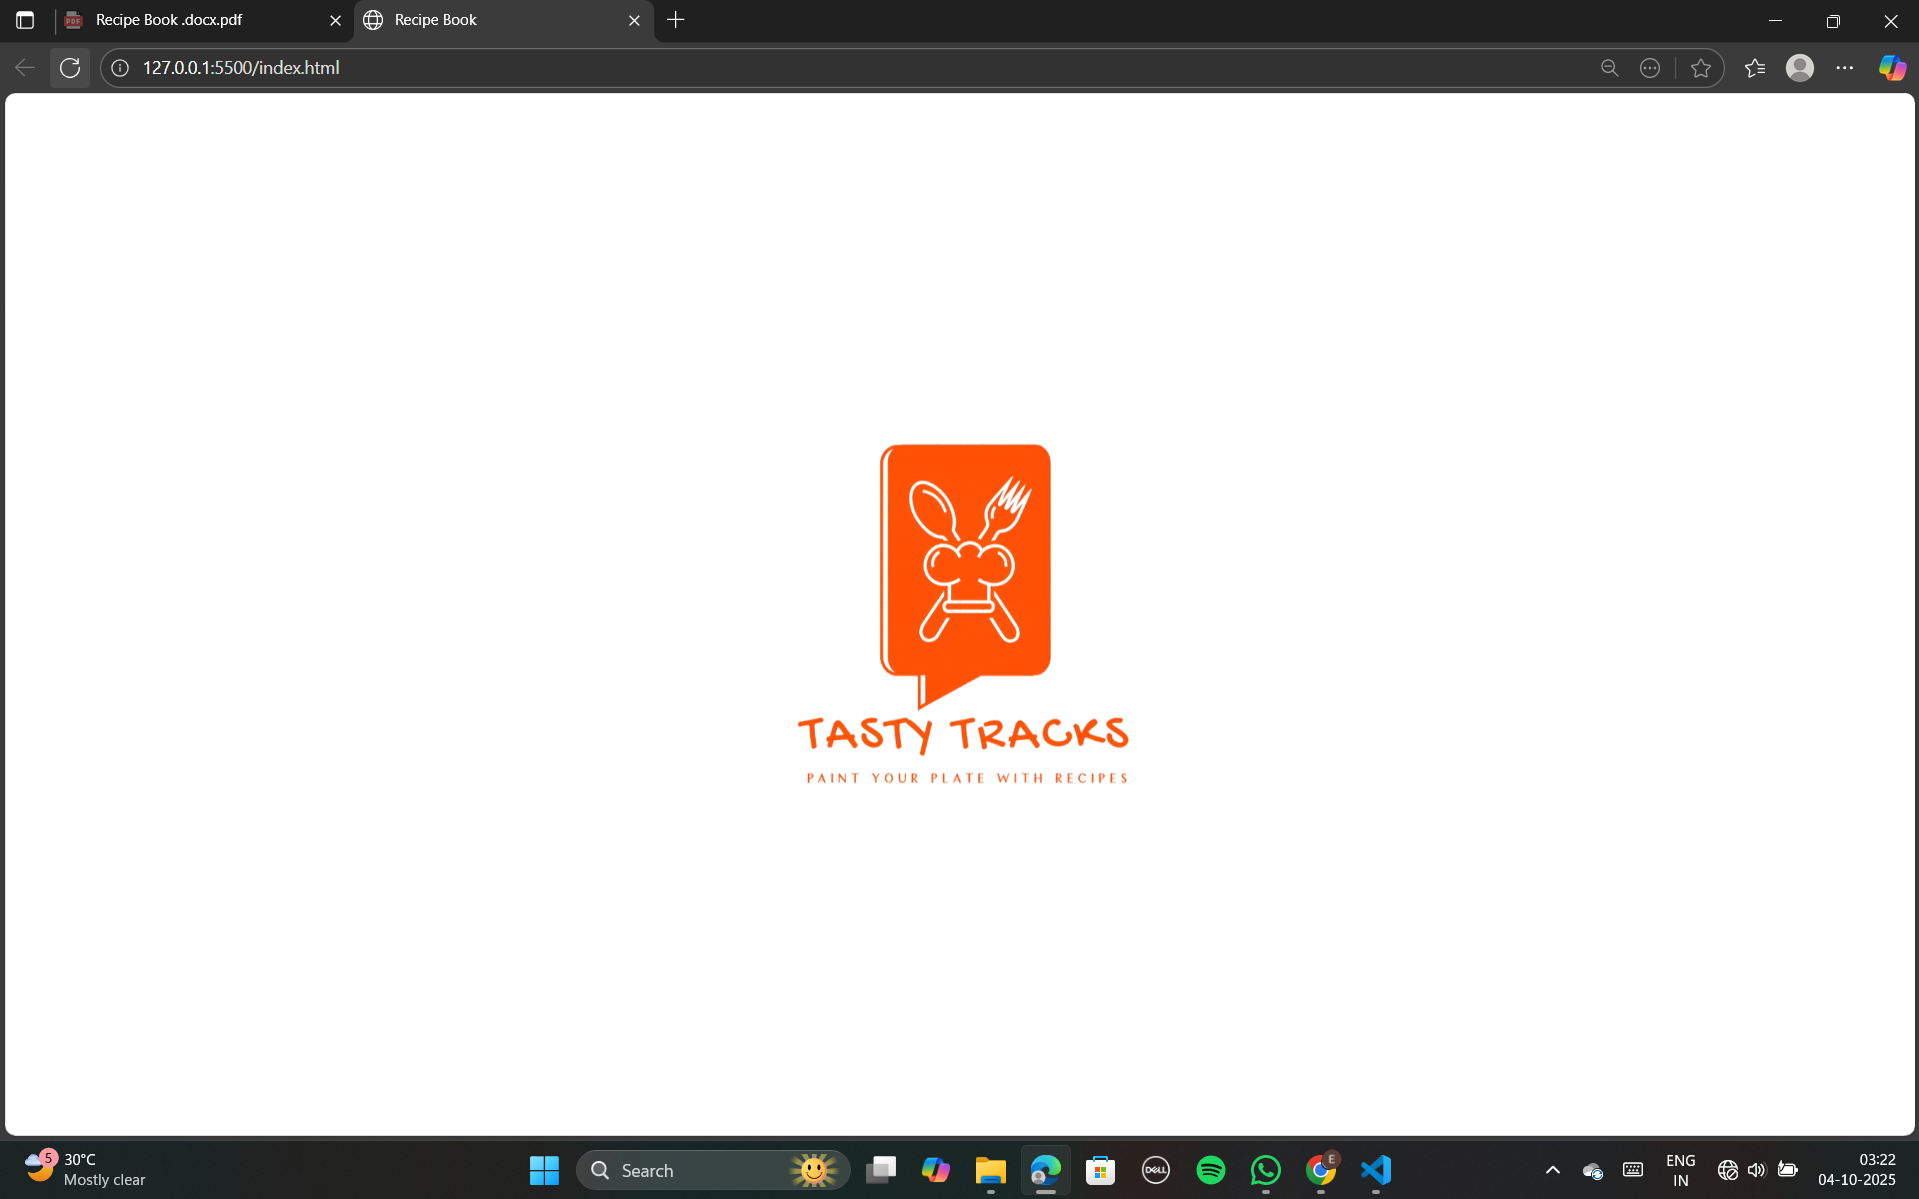 Recipe Book .docx.pdf
Recipe Book
127.0.0.1:5500/index.html
TASTY TRACKS
PAINT YOUR PLATE WITH RECIPES
5
30°C
Mostly clear
Search
DELL
E
ENG
IN
03:22
04-10-2025